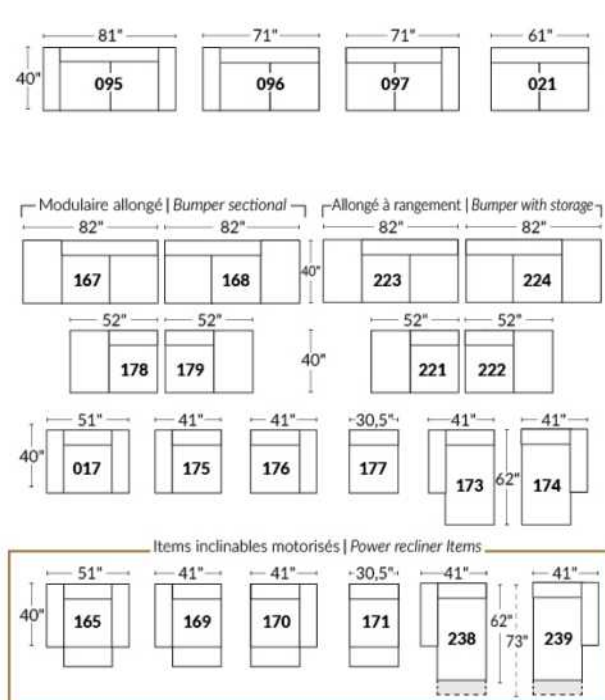 81" 71" 71" 61"
40" 095 096 097 021
Modulaire allongé | Bumper sectional Allongé à rangement | Bumper with storage
82" 82" 82" 82"
167 168 40" 223 224
52" 52" 52" 52"
178 179 40" 221 222
51" 41" 41" 30,5" 41" 41"
40" 017 175 176 177 173 62" 174
Items inclinables motorisés | Power recliner Items
51" 41" 41" 30,5" 41" 41"
40" 165 169 170 171 238 62" 73" 239